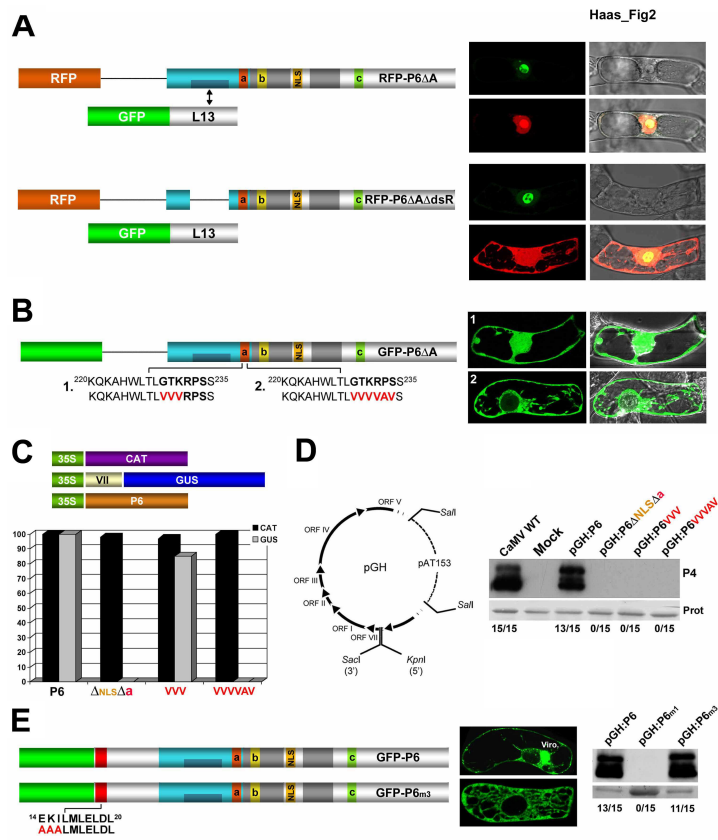 Haas_Fig2
A
RFP
a
b
NLS
c
RFP-P6ΔA
GFP
L13
RFP
a
b
NLS
c
RFP-P6ΔAΔdsR
GFP
L13
B
a
b
NLS
c
GFP-P6ΔA
1.
220KQKAHWLTLGTKRPSS235
KQKAHWLTLVVVRPSS
2.
220KQKAHWLTLGTKRPSS235
KQKAHWLTLVVVVAVS
1
2
C
35S
CAT
35S
VII
GUS
35S
P6
CAT
GUS
100
90
80
70
60
50
40
30
20
10
0
P6
ΔNLSΔa
VVV
VVVVAV
D
ORF V
SalI
ORF IV
pGH
pAT153
ORF III
ORF II
ORF I
ORF VII
SalI
SacI
(3')
KpnI
(5')
CaMV WT
Mock
pGH:P6
pGH:P6ΔNLSΔa
pGH:P6VVV
pGH:P6VVVAV
P4
Prot
15/15
13/15
0/15
0/15
0/15
E
a
b
NLS
c
GFP-P6
a
b
NLS
c
GFP-P6m3
14EKILMLELDL20
AAALMLELDL
Viro.
pGH:P6
pGH:P6m1
pGH:P6m3
13/15
0/15
11/15